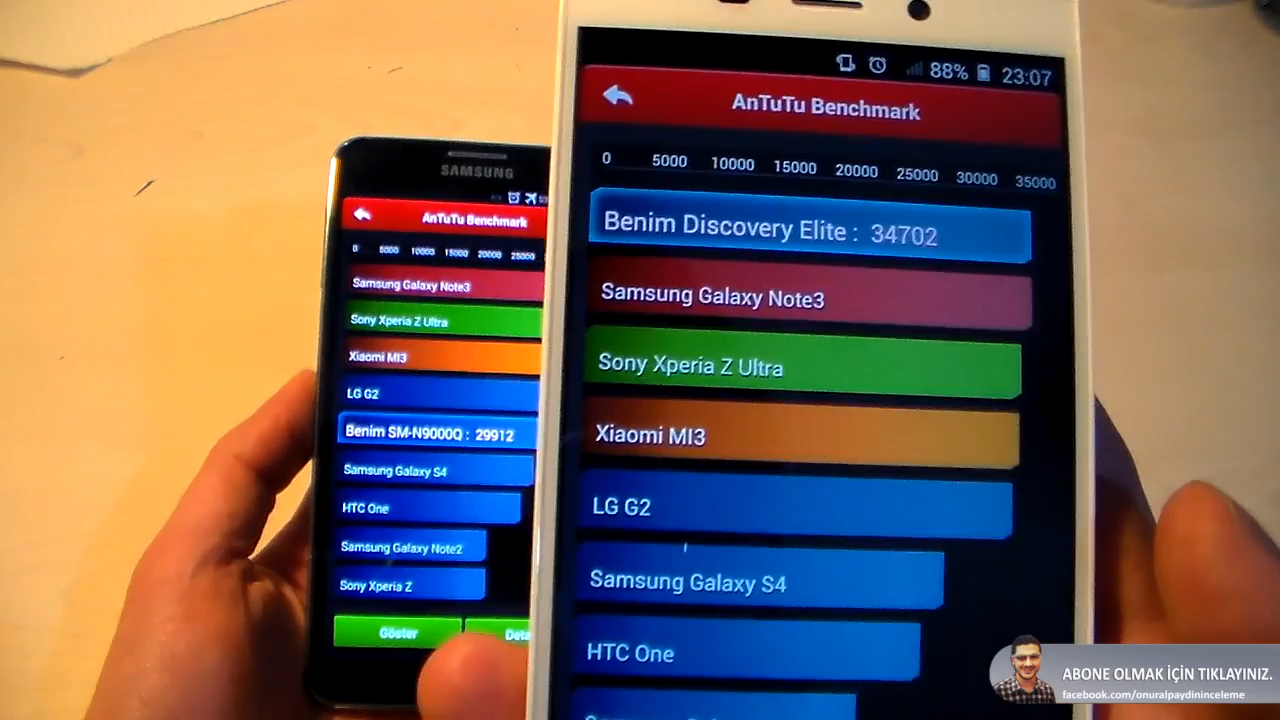 SAMSUNG
AnTuTu Benchmark
0 5000 10000 15000 20000 25000
Samsung Galaxy Note3
Sony Xperia Z Ultra
Xiaomi MI3
LG G2
Benim SM-N9000Q : 29912
Samsung Galaxy S4
HTC One
Samsung Galaxy Note2
Sony Xperia Z
Göster
88% 23:07
AnTuTu Benchmark
0 5000 10000 15000 20000 25000 30000 35000
Benim Discovery Elite : 34702
Samsung Galaxy Note3
Sony Xperia Z Ultra
Xiaomi MI3
LG G2
Samsung Galaxy S4
HTC One
ABONE OLMAK İÇİN TIKLAYINIZ.
facebook.com/onuralpaydininceleme